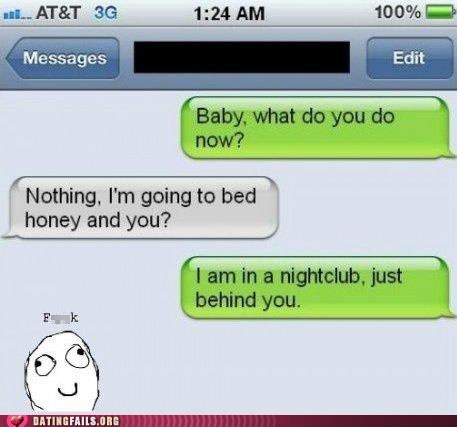 AT&T 3G 1:24 AM 100%
Messages Edit
Baby, what do you do
now?
Nothing, I'm going to bed
honey and you?
I am in a nightclub, just
behind you.
F k
DATINGFAILS.ORG